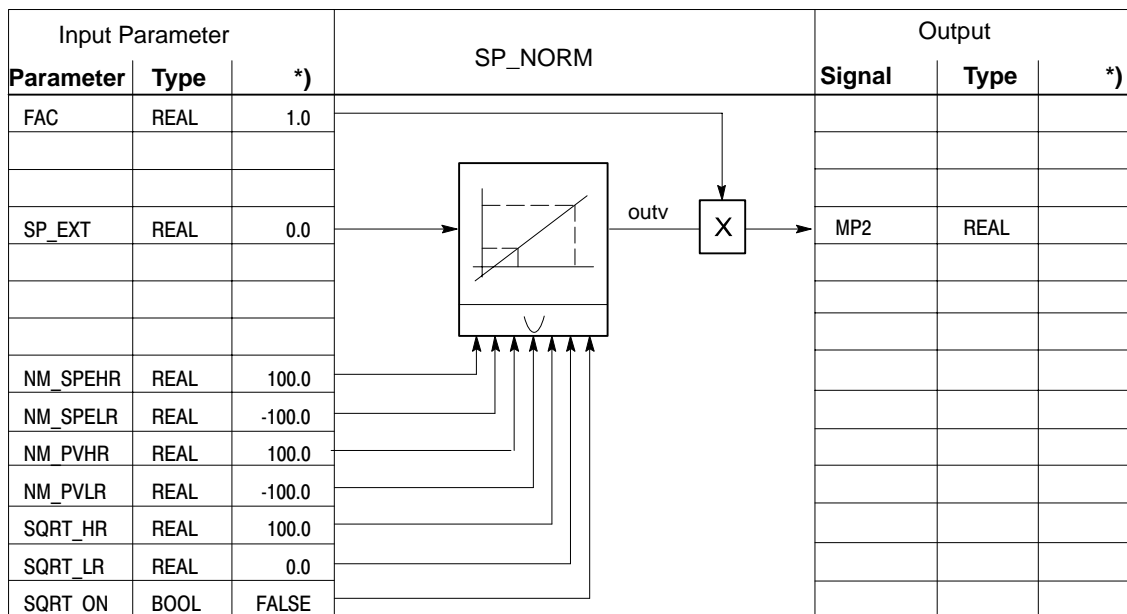 Input Parameter SP_NORM Output
Parameter Type *) Signal Type *)
FAC REAL 1.0
SP_EXT REAL 0.0 outv X MP2 REAL
NM_SPEHR REAL 100.0
NM_SPELR REAL -100.0
NM_PVHR REAL 100.0
NM_PVLR REAL -100.0
SQRT_HR REAL 100.0
SQRT_LR REAL 0.0
SQRT_ON BOOL FALSE